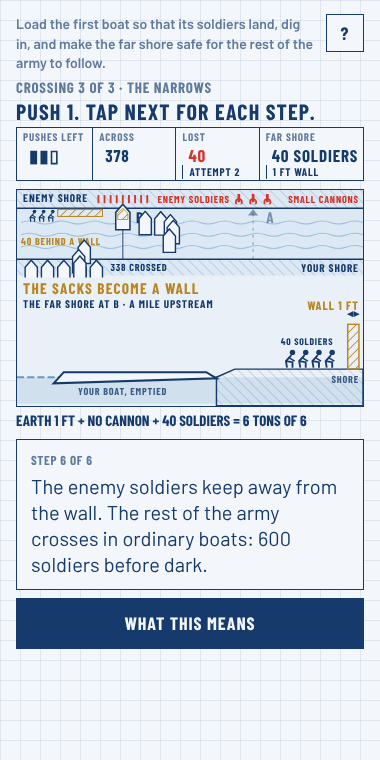 Load the first boat so that its soldiers land, dig
in, and make the far shore safe for the rest of the
army to follow.
?
CROSSING 3 OF 3 · THE NARROWS
PUSH 1. TAP NEXT FOR EACH STEP.
PUSHES LEFT
ACROSS
378
LOST
40
ATTEMPT 2
FAR SHORE
40 SOLDIERS
1 FT WALL
ENEMY SHORE
ENEMY SOLDIERS
SMALL CANNONS
A
40 BEHIND A WALL
338 CROSSED
YOUR SHORE
THE SACKS BECOME A WALL
THE FAR SHORE AT B · A MILE UPSTREAM
WALL 1 FT
40 SOLDIERS
SHORE
YOUR BOAT, EMPTIED
EARTH 1 FT + NO CANNON + 40 SOLDIERS = 6 TONS OF 6
STEP 6 OF 6
The enemy soldiers keep away from
the wall. The rest of the army
crosses in ordinary boats: 600
soldiers before dark.
WHAT THIS MEANS